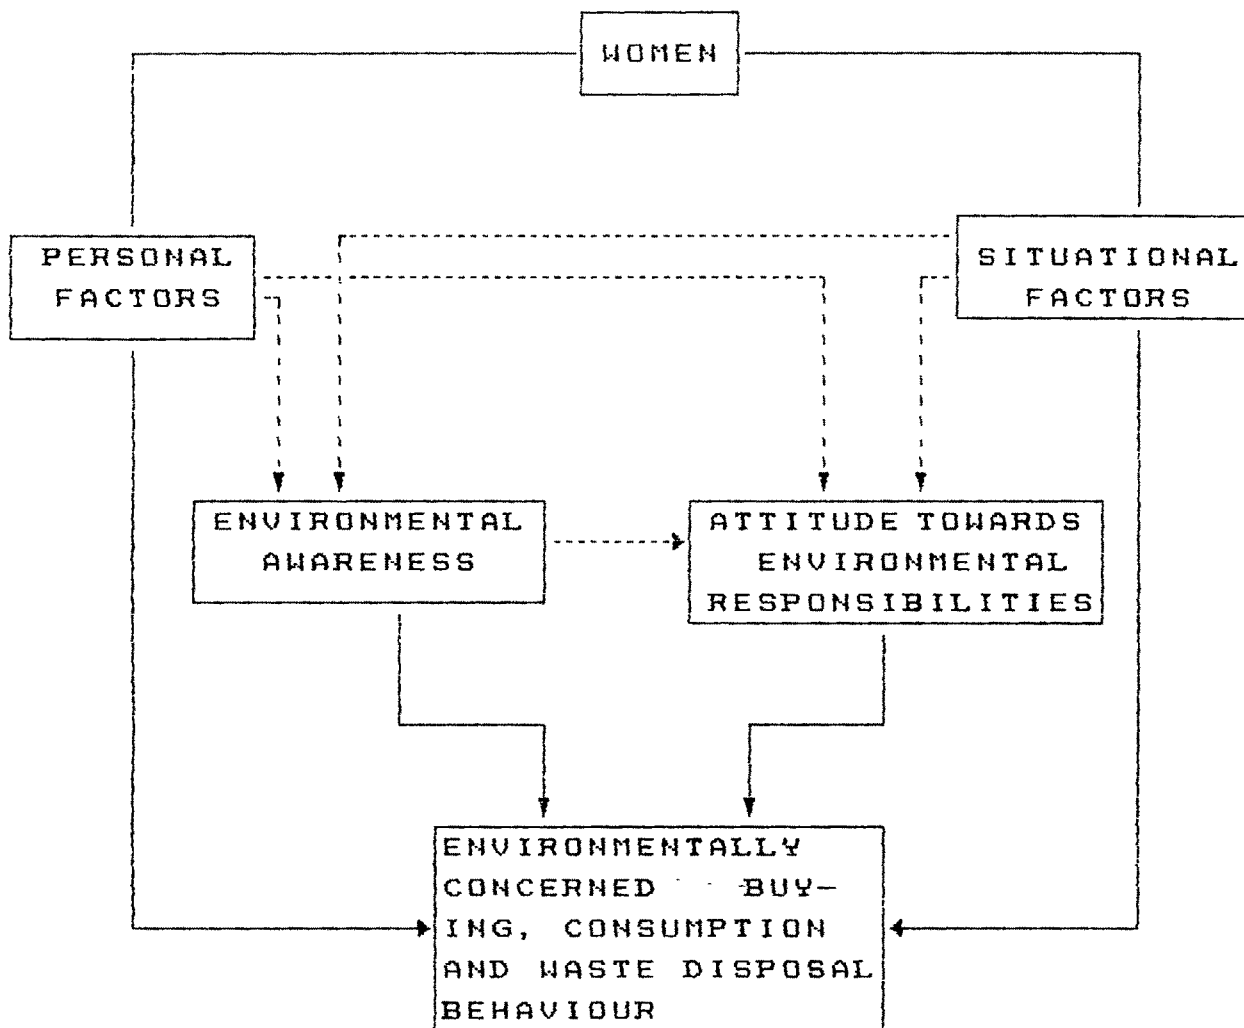 WOMEN
PERSONAL
FACTORS
SITUATIONAL
FACTORS
ENVIRONMENTAL
AWARENESS
ATTITUDE TOWARDS
ENVIRONMENTAL
RESPONSIBILITIES
ENVIRONMENTALLY
CONCERNED BUY-
ING, CONSUMPTION
AND WASTE DISPOSAL
BEHAVIOUR